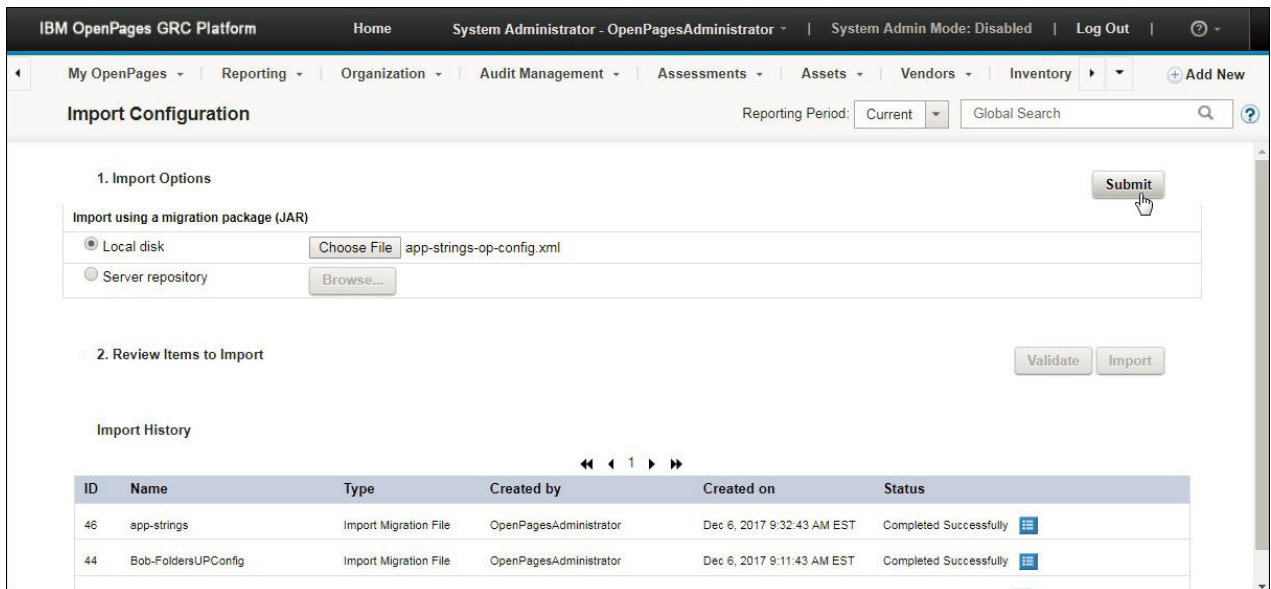 IBM OpenPages GRC Platform Home System Administrator - OpenPagesAdministrator | System Admin Mode: Disabled | Log Out |
My OpenPages | Reporting | Organization | Audit Management | Assessments | Assets | Vendors | Inventory Add New
Import Configuration Reporting Period: Current Global Search
1. Import Options Submit
Import using a migration package (JAR)
Local disk Choose File app-strings-op-config.xml
Server repository Browse...
2. Review Items to Import Validate Import
Import History
1
ID Name Type Created by Created on Status
46 app-strings Import Migration File OpenPagesAdministrator Dec 6, 2017 9:32:43 AM EST Completed Successfully
44 Bob-FoldersUPConfig Import Migration File OpenPagesAdministrator Dec 6, 2017 9:11:43 AM EST Completed Successfully